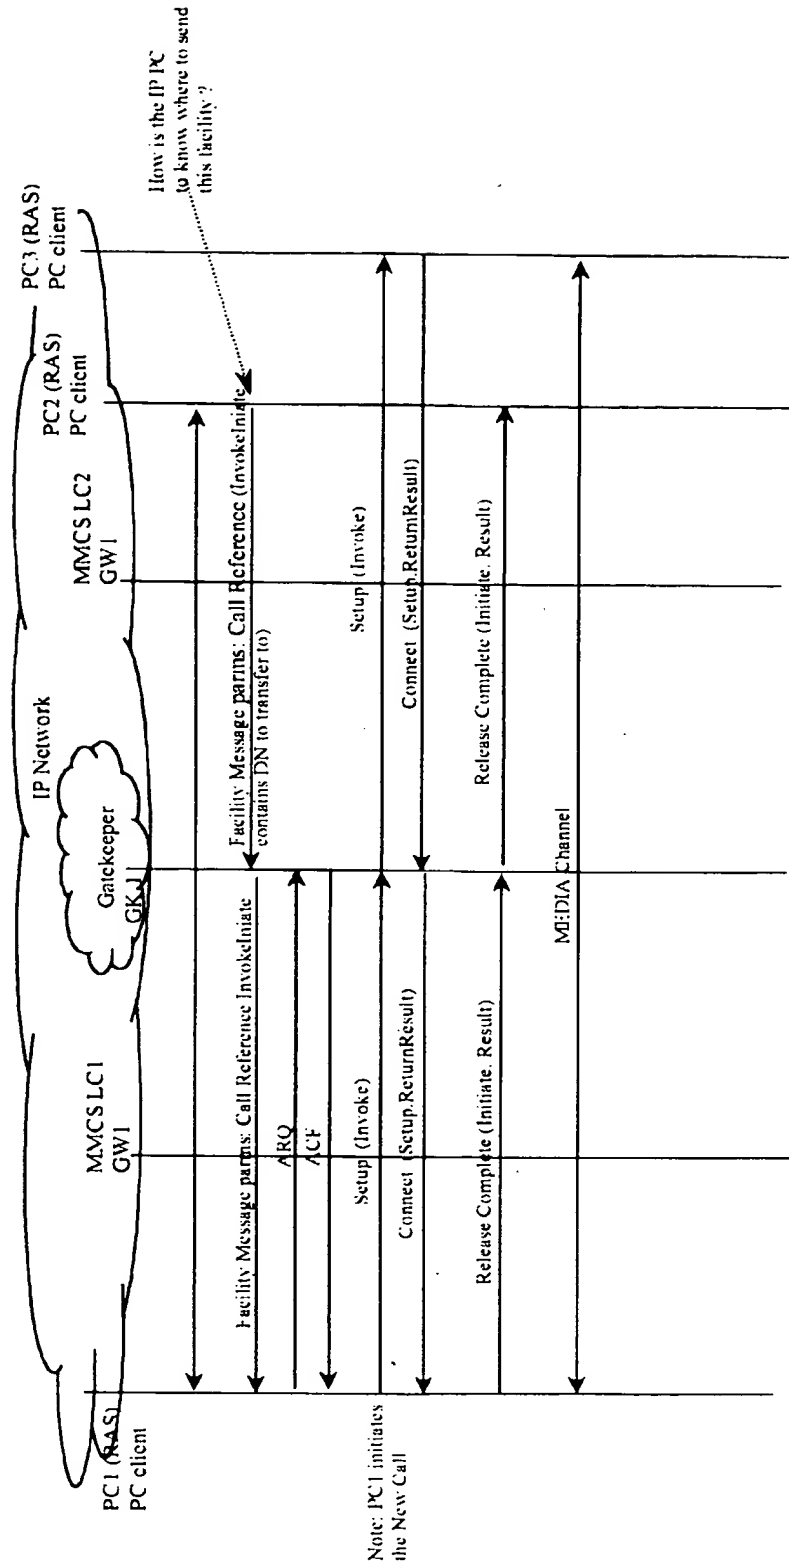 PC1 (RAS)
PC client
MMCS LC1
GW1
Gatekeeper
GK1
IP Network
MMCS LC2
GW1
PC2 (RAS)
PC client
PC3 (RAS)
PC client
How is the IP PC
to know where to send
this facility ?
Facility Message parms: Call Reference InvokeIniate
Facility Message parms: Call Reference (InvokeIniate
contains DN to transfer to)
ARQ
ACF
Note: PC1 initiates
the New Call
Setup (Invoke)
Setup (Invoke)
Connect (Setup.ReturnResult)
Connect (Setup.ReturnResult)
Release Complete (Initiate. Result)
Release Complete (Initiate. Result)
MEDIA Channel